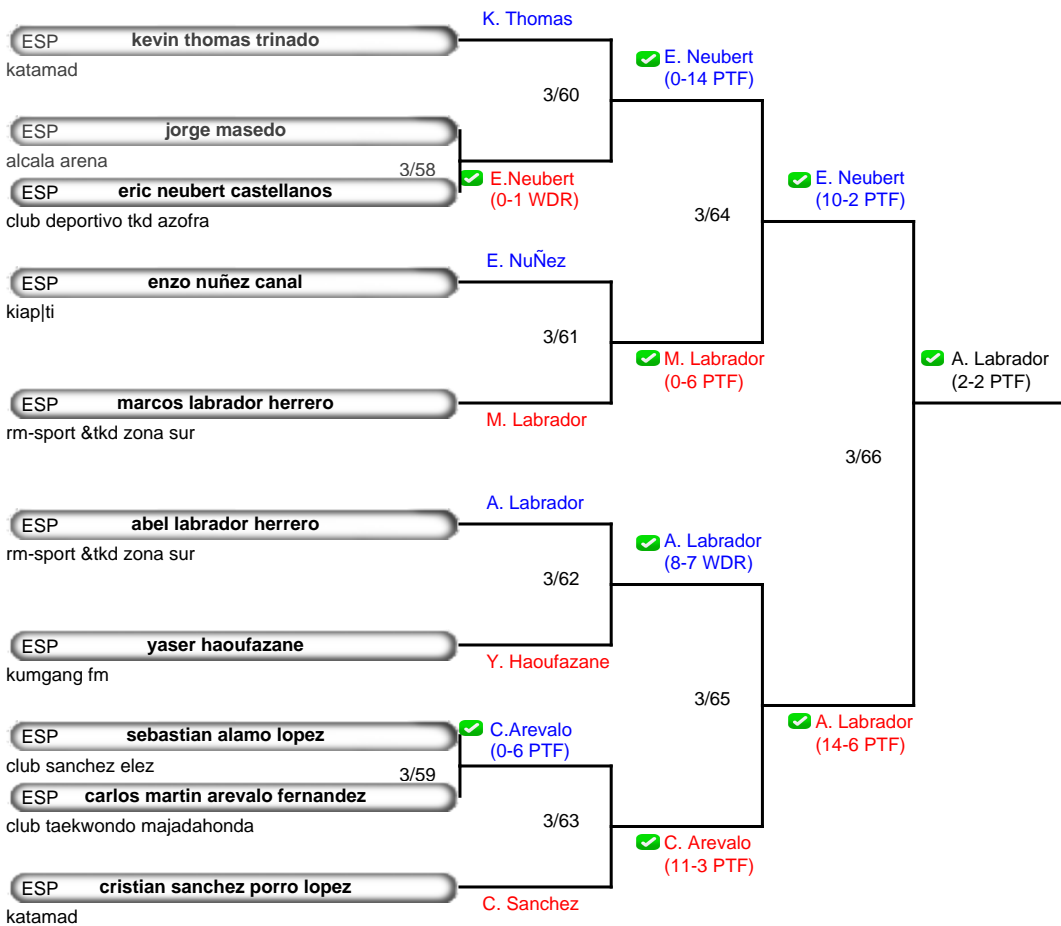 K. Thomas
ESP kevin thomas trinado
katamad
E. Neubert
(0-14 PTF)
3/60
ESP jorge masedo
alcala arena
3/58
E.Neubert
(0-1 WDR)
ESP eric neubert castellanos
club deportivo tkd azofra
E. Neubert
(10-2 PTF)
3/64
E. NuÑez
ESP enzo nuñez canal
kiap|ti
3/61
M. Labrador
(0-6 PTF)
A. Labrador
(2-2 PTF)
ESP marcos labrador herrero
rm-sport &tkd zona sur
M. Labrador
3/66
A. Labrador
ESP abel labrador herrero
rm-sport &tkd zona sur
A. Labrador
(8-7 WDR)
3/62
ESP yaser haoufazane
kumgang fm
Y. Haoufazane
3/65
A. Labrador
(14-6 PTF)
ESP sebastian alamo lopez
club sanchez elez
C.Arevalo
(0-6 PTF)
3/59
ESP carlos martin arevalo fernandez
club taekwondo majadahonda
3/63
C. Arevalo
(11-3 PTF)
ESP cristian sanchez porro lopez
katamad
C. Sanchez